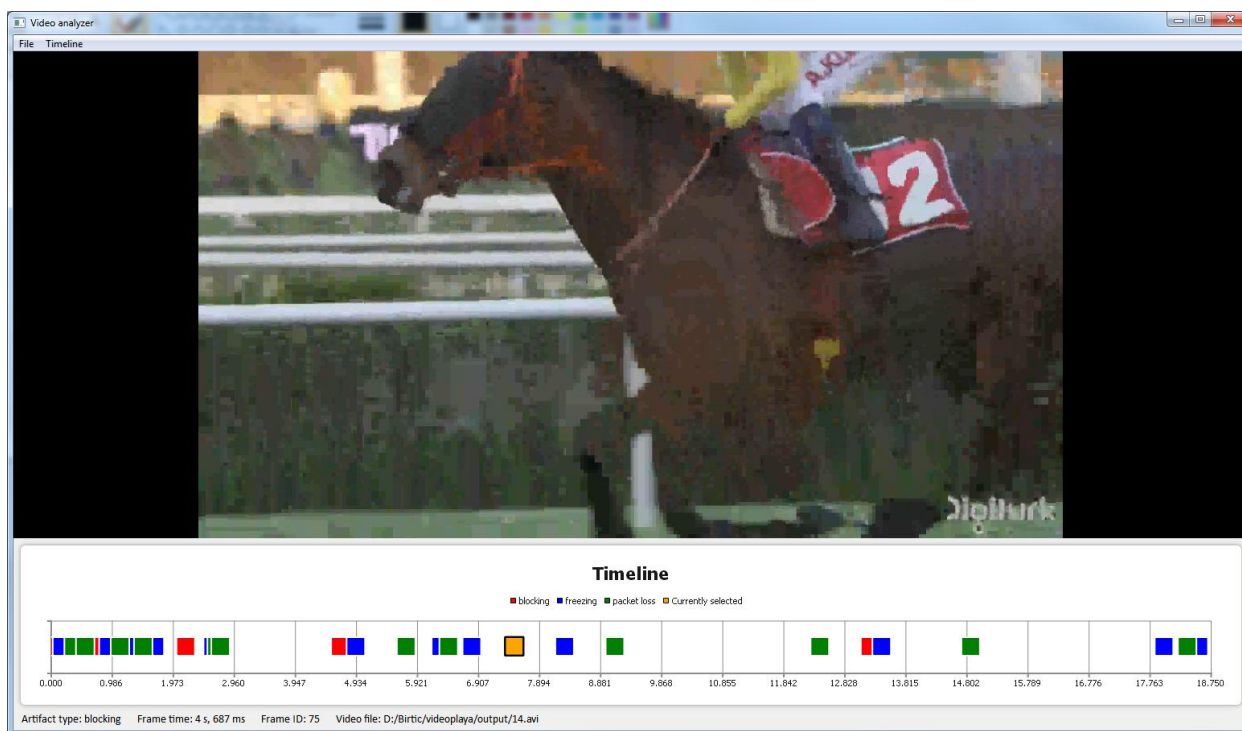 Video analyzer
File Timeline
A.KU
12
Digiturk
Timeline
blocking freezing packet loss Currently selected
0.000 0.986 1.973 2.960 3.947 4.934 5.921 6.907 7.894 8.881 9.868 10.855 11.842 12.828 13.815 14.802 15.789 16.776 17.763 18.750
Artifact type: blocking Frame time: 4 s, 687 ms Frame ID: 75 Video file: D:/Birtic/videoplaya/output/14.avi